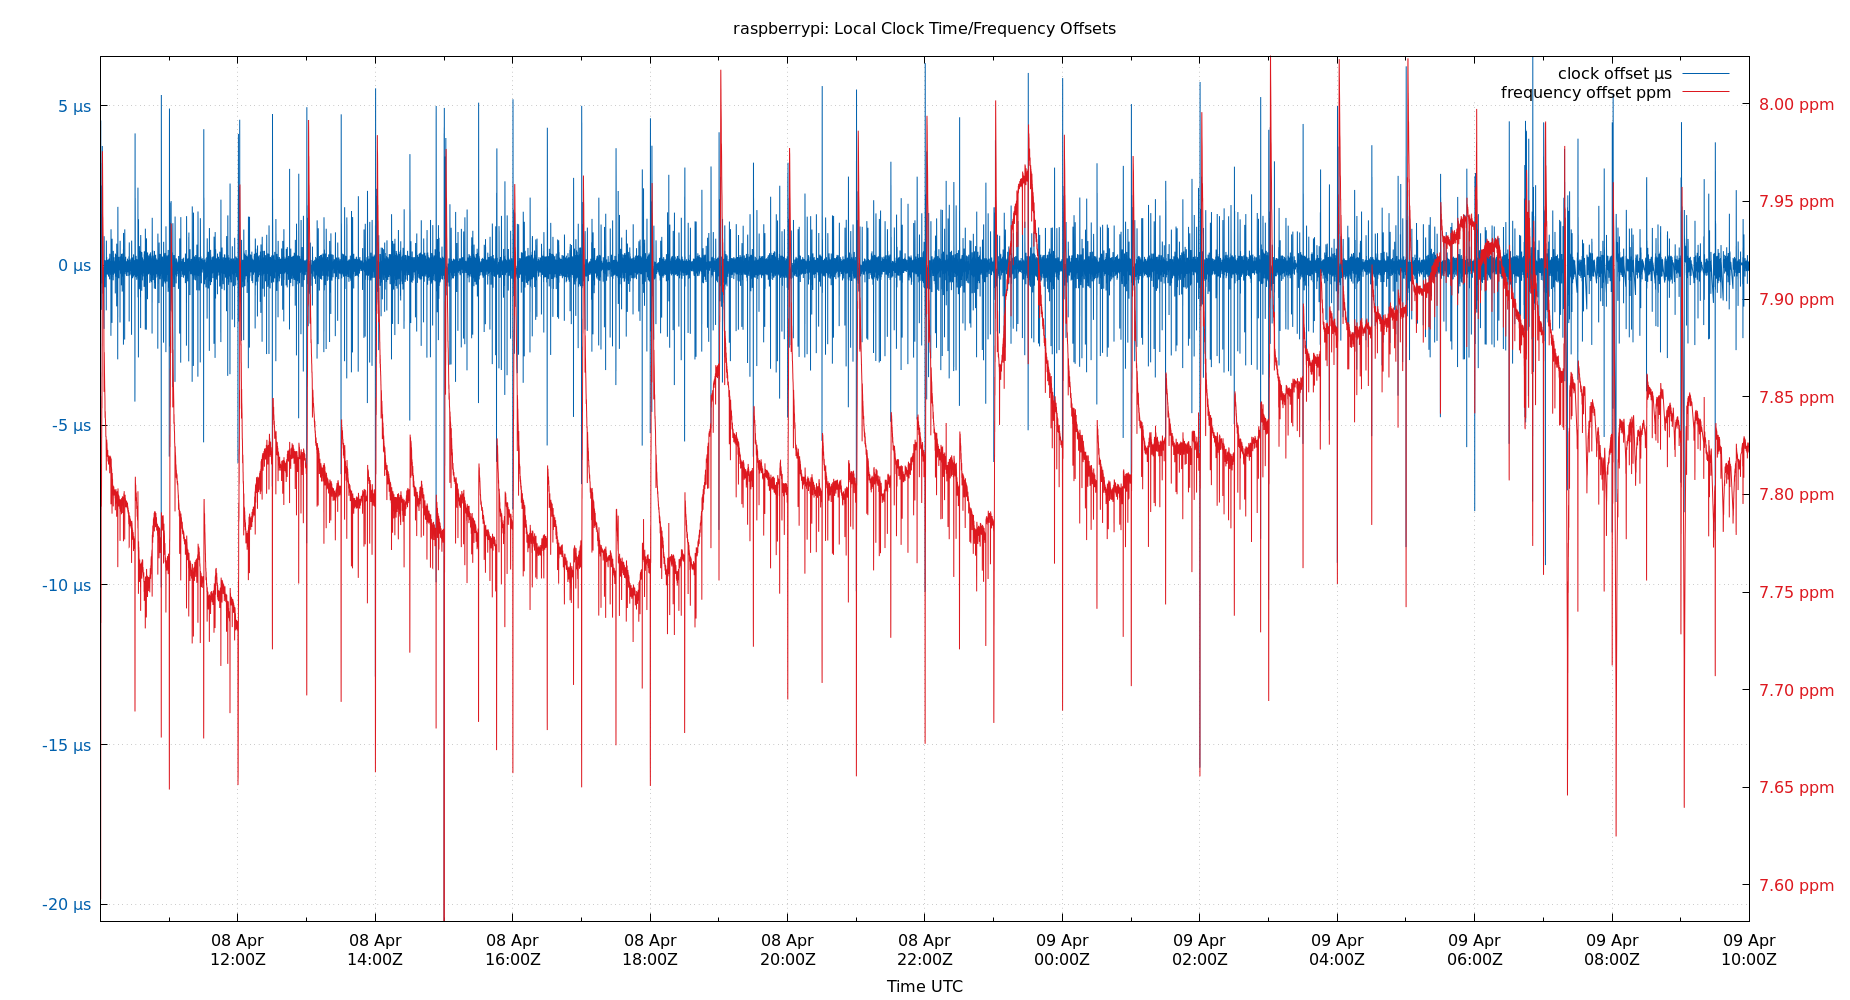 raspberrypi: Local Clock Time/Frequency Offsets
clock offset µs
frequency offset ppm
5 µs
0 µs
-5 µs
-10 µs
-15 µs
-20 µs
8.00 ppm
7.95 ppm
7.90 ppm
7.85 ppm
7.80 ppm
7.75 ppm
7.70 ppm
7.65 ppm
7.60 ppm
08 Apr 08 Apr 08 Apr 08 Apr 08 Apr 08 Apr 09 Apr 09 Apr 09 Apr 09 Apr 09 Apr 09 Apr
12:00Z 14:00Z 16:00Z 18:00Z 20:00Z 22:00Z 00:00Z 02:00Z 04:00Z 06:00Z 08:00Z 10:00Z
Time UTC